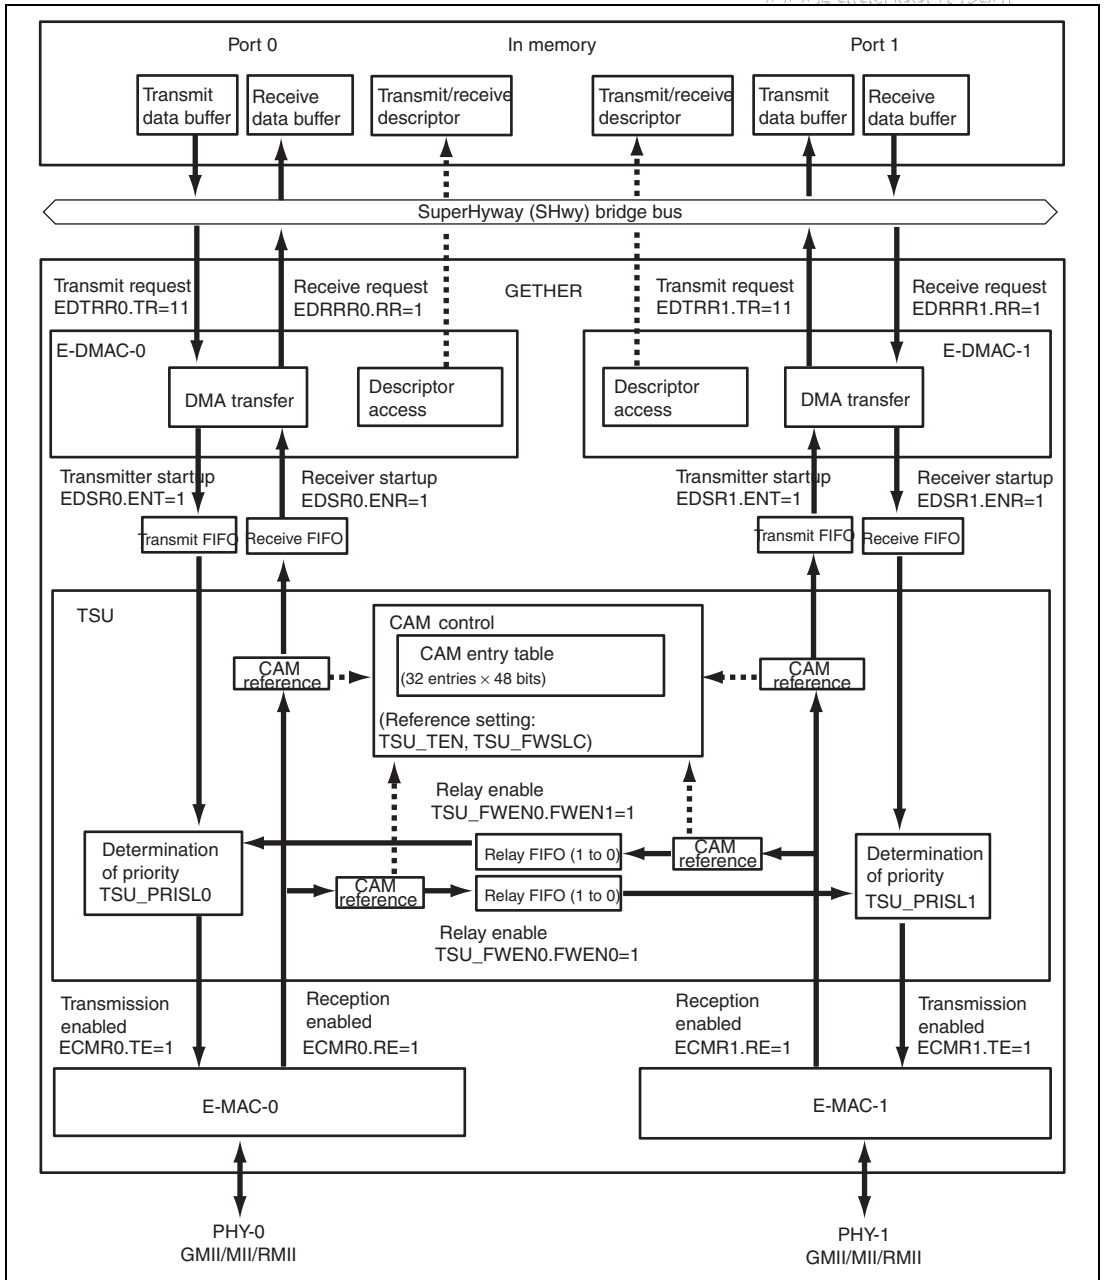 Port 0
In memory
Port 1
Transmit
data buffer
Receive
data buffer
Transmit/receive
descriptor
Transmit/receive
descriptor
Transmit
data buffer
Receive
data buffer
SuperHyway (SHwy) bridge bus
Transmit request
EDTRR0.TR=11
Receive request
EDRRR0.RR=1
GETHER
Transmit request
EDTRR1.TR=11
Receive request
EDRRR1.RR=1
E-DMAC-0
E-DMAC-1
DMA transfer
Descriptor
access
Descriptor
access
DMA transfer
Transmitter startup
EDSR0.ENT=1
Receiver startup
EDSR0.ENR=1
Transmitter startup
EDSR1.ENT=1
Receiver startup
EDSR1.ENR=1
Transmit FIFO
Receive FIFO
Transmit FIFO
Receive FIFO
TSU
CAM control
CAM entry table
(32 entries × 48 bits)
CAM
reference
CAM
reference
(Reference setting:
TSU_TEN, TSU_FWSLC)
Relay enable
TSU_FWEN0.FWEN1=1
Determination
of priority
TSU_PRISL0
Relay FIFO (1 to 0)
CAM
reference
Determination
of priority
TSU_PRISL1
CAM
reference
Relay FIFO (1 to 0)
Relay enable
TSU_FWEN0.FWEN0=1
Transmission
enabled
ECMR0.TE=1
Reception
enabled
ECMR0.RE=1
Reception
enabled
ECMR1.RE=1
Transmission
enabled
ECMR1.TE=1
E-MAC-0
E-MAC-1
PHY-0
GMII/MII/RMII
PHY-1
GMII/MII/RMII